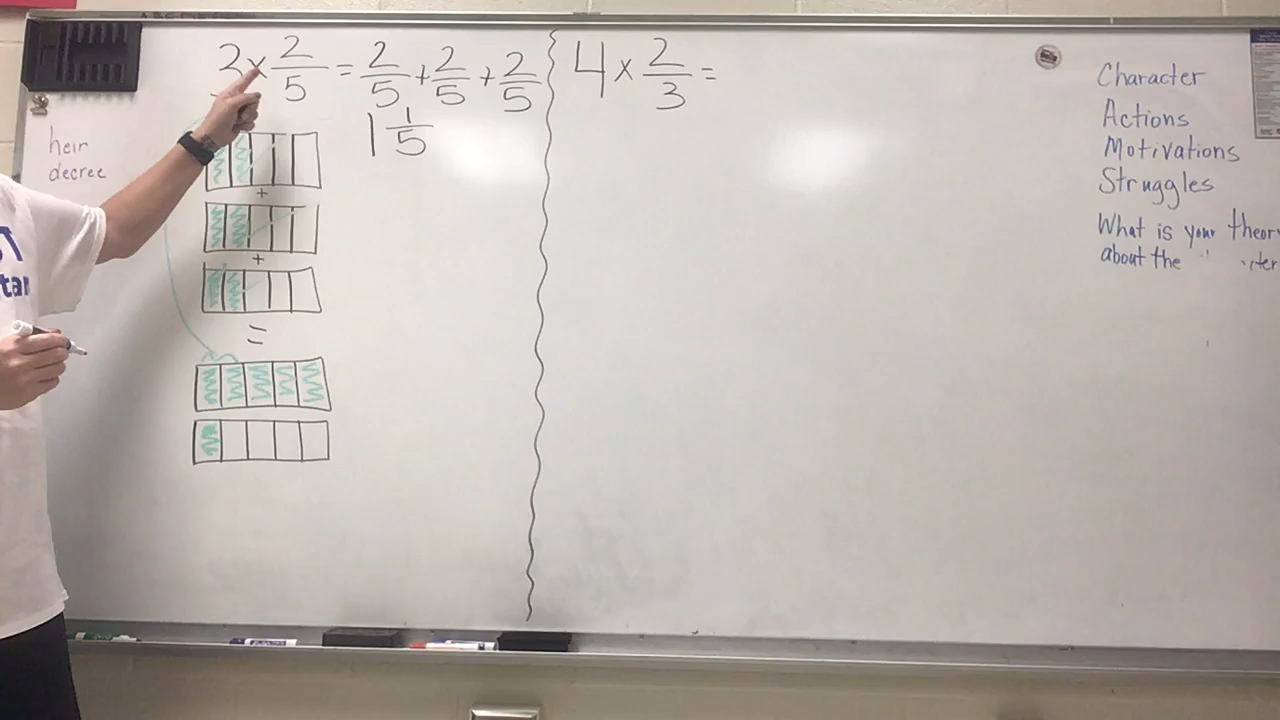 3 x 2/5 = 2/5 + 2/5 + 2/5
1 1/5
+
+
=
heir
decree
4 x 2/3 =
Character
Actions
Motivations
Struggles
What is your theory
about the